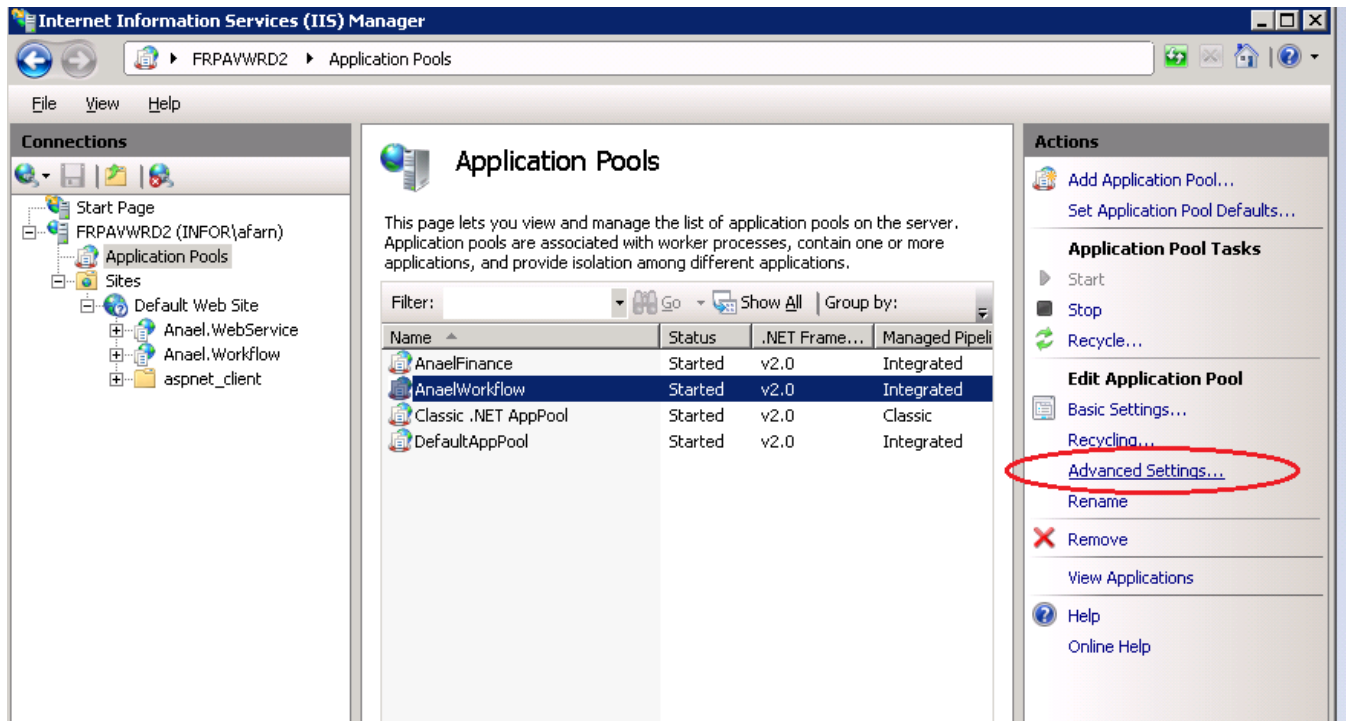 Internet Information Services (IIS) Manager
FRPAVWRD2 Application Pools
File View Help
Connections
Start Page
FRPAVWRD2 (INFOR\afarn)
Application Pools
Sites
Default Web Site
Anael.WebService
Anael.Workflow
aspnet_client
Application Pools
This page lets you view and manage the list of application pools on the server.
Application pools are associated with worker processes, contain one or more
applications, and provide isolation among different applications.
Filter: Go Show All Group by:
Name Status .NET Frame... Managed Pipeli
AnaelFinance Started v2.0 Integrated
AnaelWorkflow Started v2.0 Integrated
Classic .NET AppPool Started v2.0 Classic
DefaultAppPool Started v2.0 Integrated
Actions
Add Application Pool...
Set Application Pool Defaults...
Application Pool Tasks
Start
Stop
Recycle...
Edit Application Pool
Basic Settings...
Recycling...
Advanced Settings...
Rename
Remove
View Applications
Help
Online Help